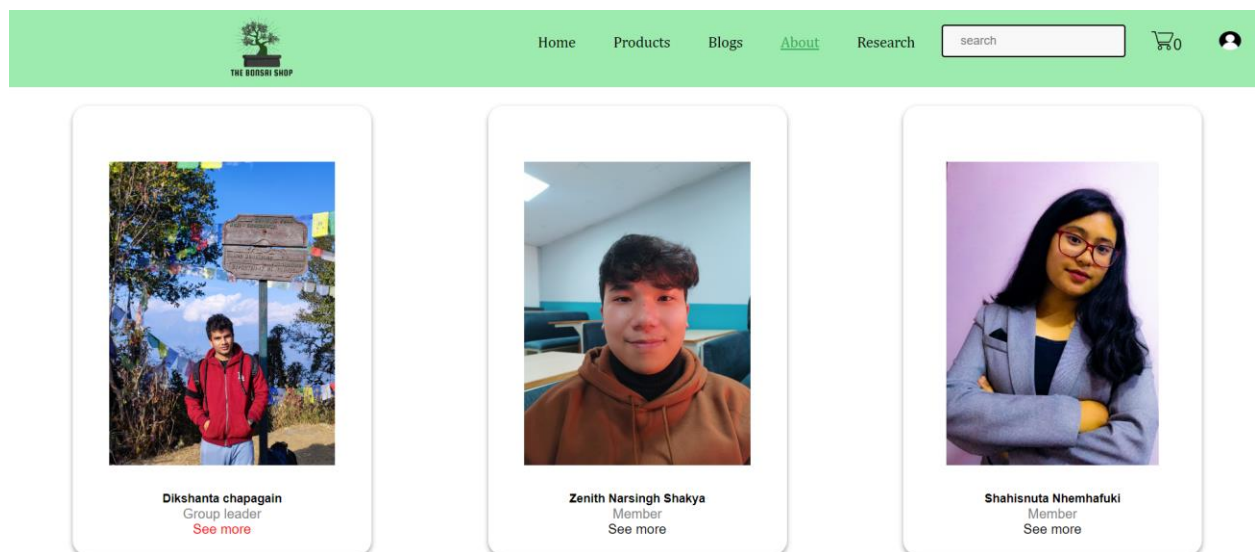 THE BONSAI SHOP
Home Products Blogs About Research search 0
Dikshanta chapagain
Group leader
See more
Zenith Narsingh Shakya
Member
See more
Shahisnuta Nhemhafuki
Member
See more